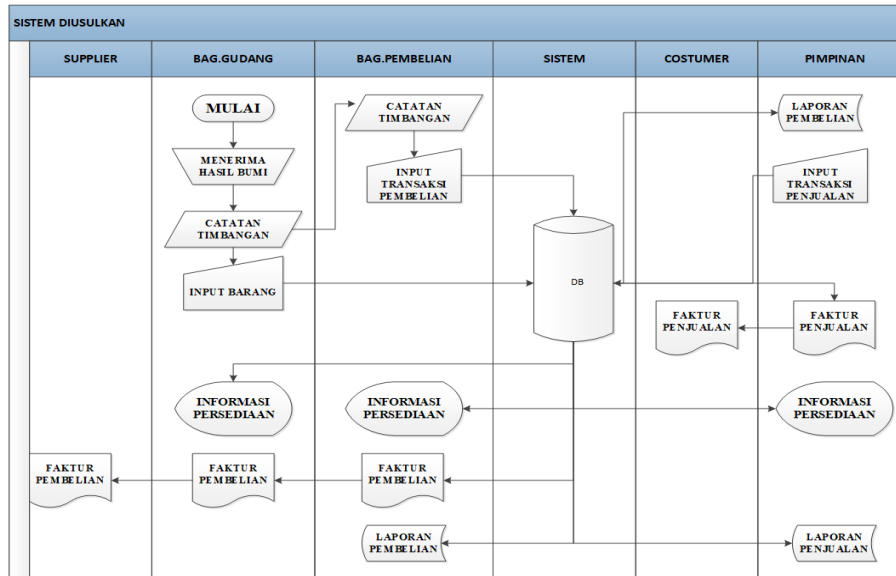 SISTEM DIUSULKAN
SUPPLIER
BAG.GUDANG
BAG.PEMBELIAN
SISTEM
COSTUMER
PIMPINAN
MULAI
CATATAN
TIMBANGAN
LAPORAN
PEMBELIAN
MENERIMA
HASIL BUMI
INPUT
TRANSAKSI
PEMBELIAN
INPUT
TRANSAKSI
PENJUALAN
CATATAN
TIMBANGAN
INPUT BARANG
DB
FAKTUR
PENJUALAN
FAKTUR
PENJUALAN
INFORMASI
PERSEDIAAN
INFORMASI
PERSEDIAAN
INFORMASI
PERSEDIAAN
FAKTUR
PEMBELIAN
FAKTUR
PEMBELIAN
FAKTUR
PEMBELIAN
LAPORAN
PEMBELIAN
LAPORAN
PENJUALAN